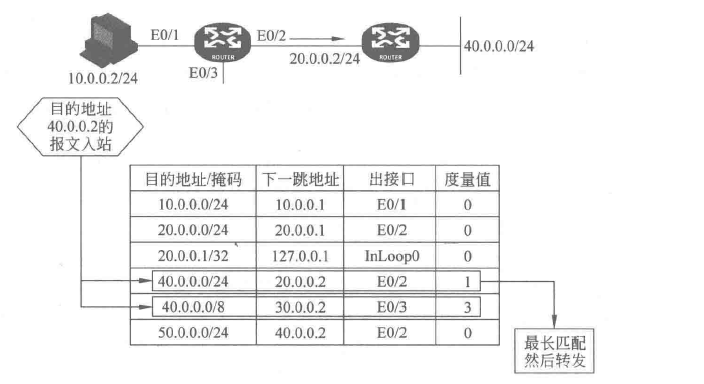 E0/1
E0/2
40.0.0.0/24
ROUTER
ROUTER
20.0.0.2/24
10.0.0.2/24
E0/3
目的地址
40.0.0.2的
报文入站
目的地址/掩码 下一跳地址 出接口 度量值
10.0.0.0/24 10.0.0.1 E0/1 0
20.0.0.0/24 20.0.0.1 E0/2 0
20.0.0.1/32 127.0.0.1 InLoop0 0
40.0.0.0/24 20.0.0.2 E0/2 1
40.0.0.0/8 30.0.0.2 E0/3 3
50.0.0.0/24 40.0.0.2 E0/2 0
最长匹配
然后转发